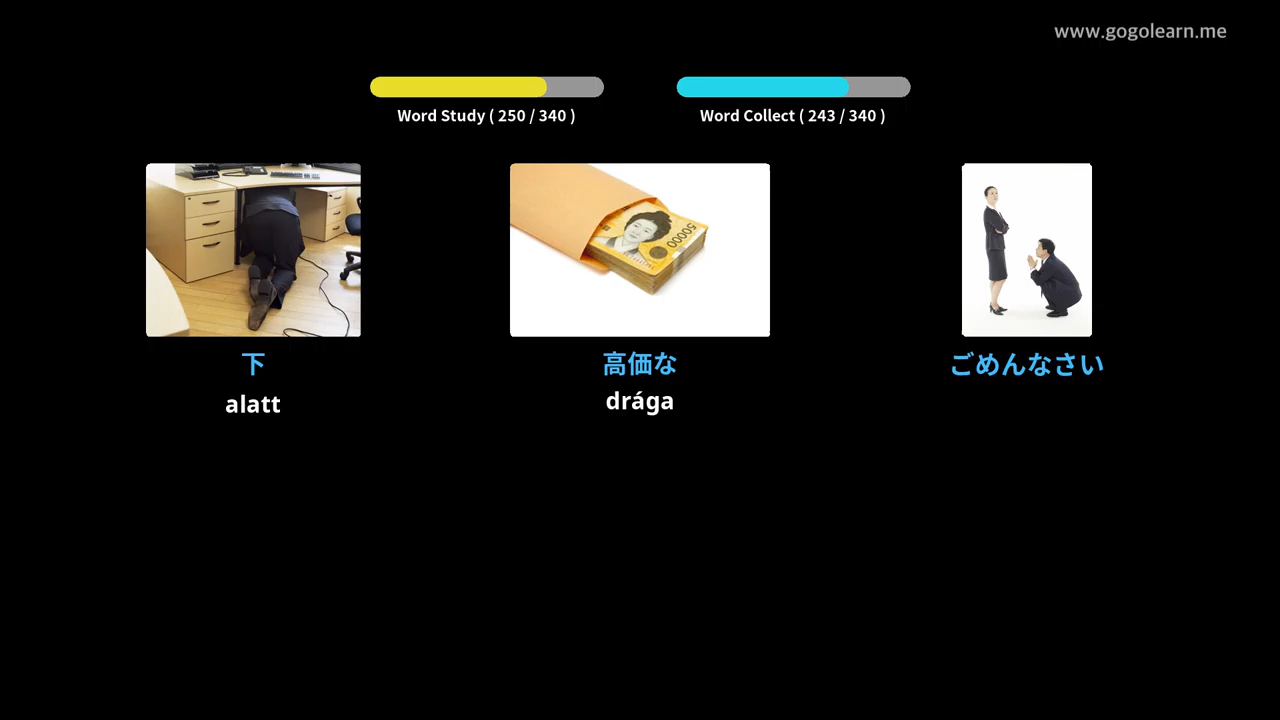 www.gogolearn.me
Word Study ( 250 / 340 )
Word Collect ( 243 / 340 )
50000
下
高価な
ごめんなさい
alatt
drága